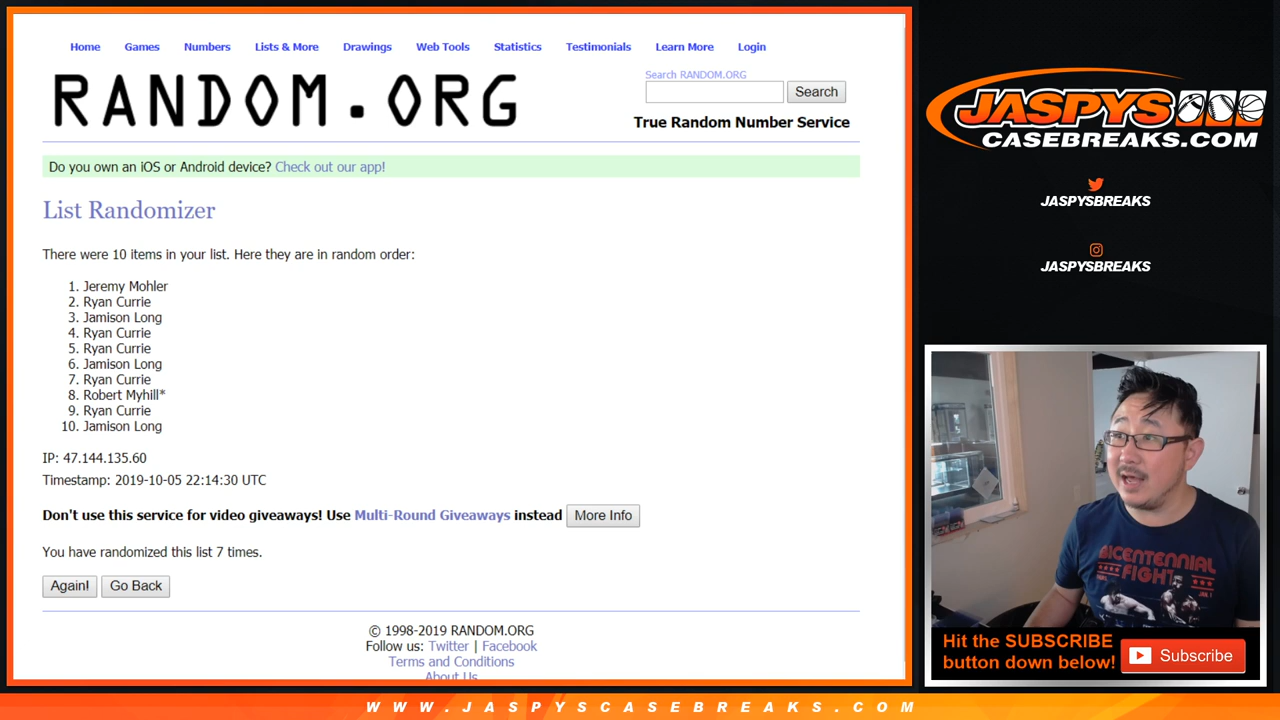 Home Games Numbers Lists & More Drawings Web Tools Statistics Testimonials Learn More Login
RANDOM.ORG
Search RANDOM.ORG
Search
True Random Number Service
Do you own an iOS or Android device? Check out our app!
List Randomizer
There were 10 items in your list. Here they are in random order:
1. Jeremy Mohler
2. Ryan Currie
3. Jamison Long
4. Ryan Currie
5. Ryan Currie
6. Jamison Long
7. Ryan Currie
8. Robert Myhill*
9. Ryan Currie
10. Jamison Long
IP: 47.144.135.60
Timestamp: 2019-10-05 22:14:30 UTC
Don't use this service for video giveaways! Use Multi-Round Giveaways instead More Info
You have randomized this list 7 times.
Again! Go Back
© 1998-2019 RANDOM.ORG
Follow us: Twitter | Facebook
Terms and Conditions
About Us
JASPYS
CASEBREAKS.COM
JASPYSBREAKS
JASPYSBREAKS
BICENTENNIAL
FIGHT
JAN. 1
Hit the SUBSCRIBE
button down below!
Subscribe
WWW.JASPYSCASEBREAKS.COM